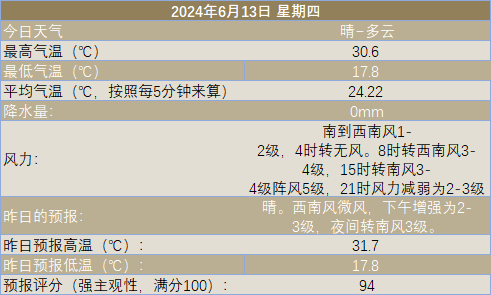 2024年6月13日 星期四
今日天气 晴-多云
最高气温（℃） 30.6
最低气温（℃） 17.8
平均气温（℃，按照每5分钟来算） 24.22
降水量： 0mm
风力：
南到西南风1-
2级，4时转无风。8时转西南风3-
4级，15时转南风3-
4级阵风5级，21时风力减弱为2-3级
昨日的预报：
晴。西南风微风，下午增强为2-
3级，夜间转南风3级。
昨日预报高温（℃）： 31.7
昨日预报低温（℃）： 17.8
预报评分（强主观性，满分100）： 94